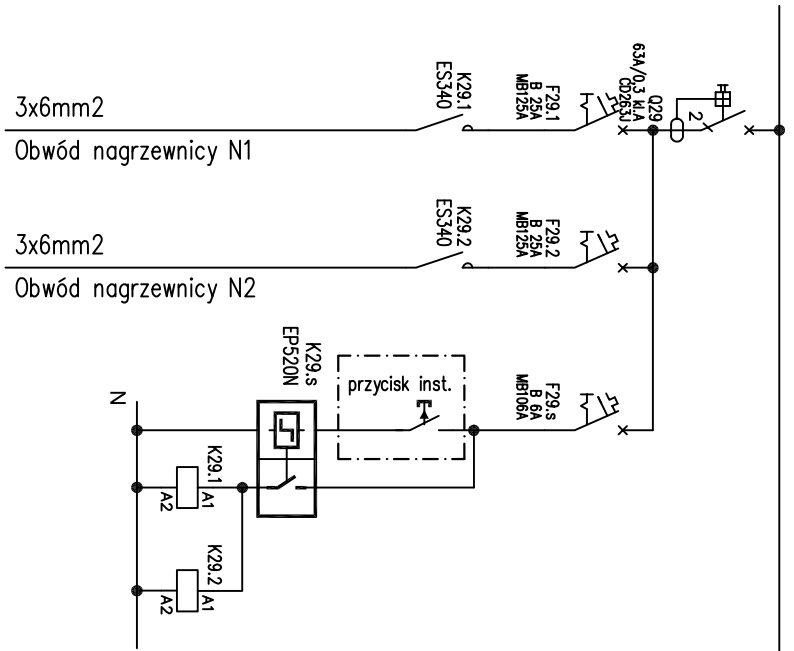 3x6mm2
Obwód nagrzewnicy N1
K29.1
ES340
F29.1
B 25A
MB125A
Q29
63A/0,3 kl.A
CD263J
2
3x6mm2
Obwód nagrzewnicy N2
K29.2
ES340
F29.2
B 25A
MB125A
K29.s
EP520N
przycisk inst.
F29.s
B 6A
MB106A
N
K29.1
A1
A2
K29.2
A1
A2